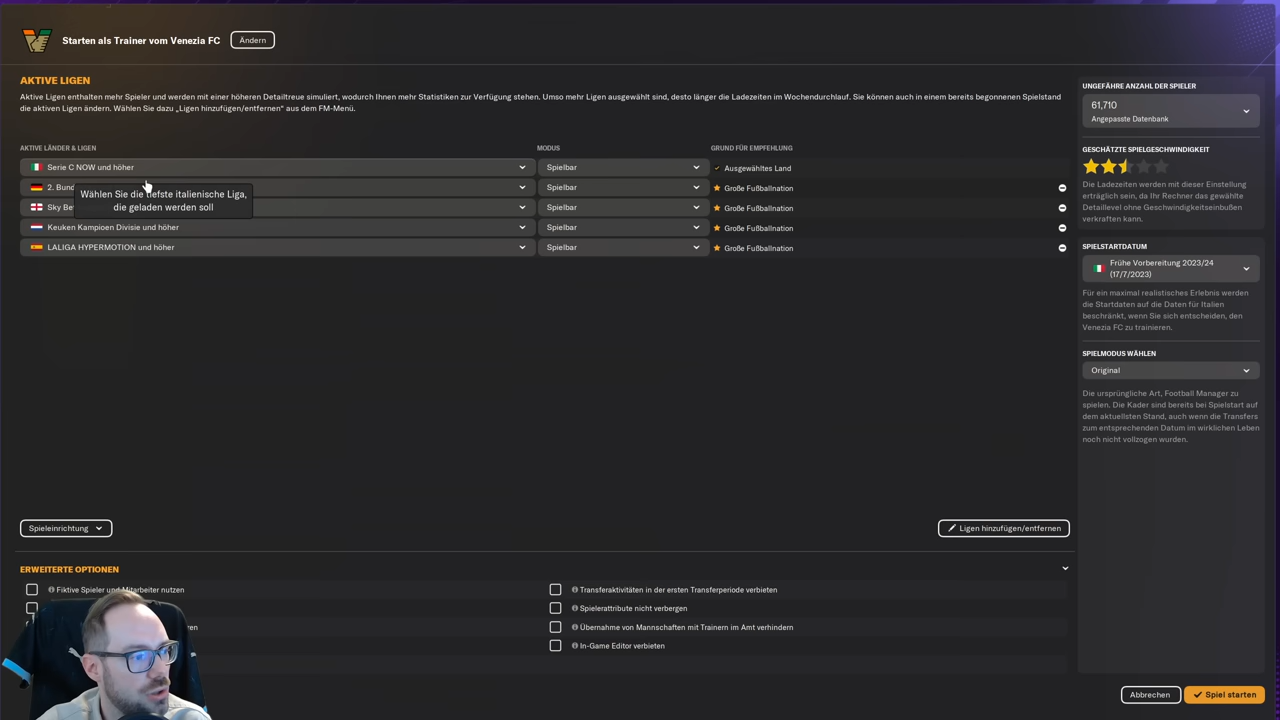 Starten als Trainer vom Venezia FC
Ändern
AKTIVE LIGEN
Aktive Ligen enthalten mehr Spieler und werden mit einer höheren Detailtreue simuliert, wodurch Ihnen mehr Statistiken zur Verfügung stehen. Umso mehr Ligen ausgewählt sind, desto länger die Ladezeiten im Wochendurchlauf. Sie können auch in einem bereits begonnenen Spielstand
die aktiven Ligen ändern. Wählen Sie dazu „Ligen hinzufügen/entfernen“ aus dem FM-Menü.
AKTIVE LÄNDER & LIGEN MODUS GRUND FÜR EMPFEHLUNG
Serie C NOW und höher Spielbar Ausgewähltes Land
2. Bund Spielbar Große Fußballnation
Wählen Sie die tiefste italienische Liga,
die geladen werden soll
Sky Be Spielbar Große Fußballnation
Keuken Kampioen Divisie und höher Spielbar Große Fußballnation
LALIGA HYPERMOTION und höher Spielbar Große Fußballnation
Spieleinrichtung
Ligen hinzufügen/entfernen
ERWEITERTE OPTIONEN
Fiktive Spieler und Mitarbeiter nutzen
Transferaktivitäten in der ersten Transferperiode verbieten
Spielerattribute nicht verbergen
ren
Übernahme von Mannschaften mit Trainern im Amt verhindern
In-Game Editor verbieten
UNGEFÄHRE ANZAHL DER SPIELER
61,710
Angepasste Datenbank
GESCHÄTZTE SPIELGESCHWINDIGKEIT
Die Ladezeiten werden mit dieser Einstellung
erträglich sein, da Ihr Rechner das gewählte
Detaillevel ohne Geschwindigkeitseinbußen
verkraften kann.
SPIELSTARTDATUM
Frühe Vorbereitung 2023/24
(17/7/2023)
Für ein maximal realistisches Erlebnis werden
die Startdaten auf die Daten für Italien
beschränkt, wenn Sie sich entscheiden, den
Venezia FC zu trainieren.
SPIELMODUS WÄHLEN
Original
Die ursprüngliche Art, Football Manager zu
spielen. Die Kader sind bereits bei Spielstart auf
dem aktuellsten Stand, auch wenn die Transfers
zum entsprechenden Datum im wirklichen Leben
noch nicht vollzogen wurden.
Abbrechen
Spiel starten